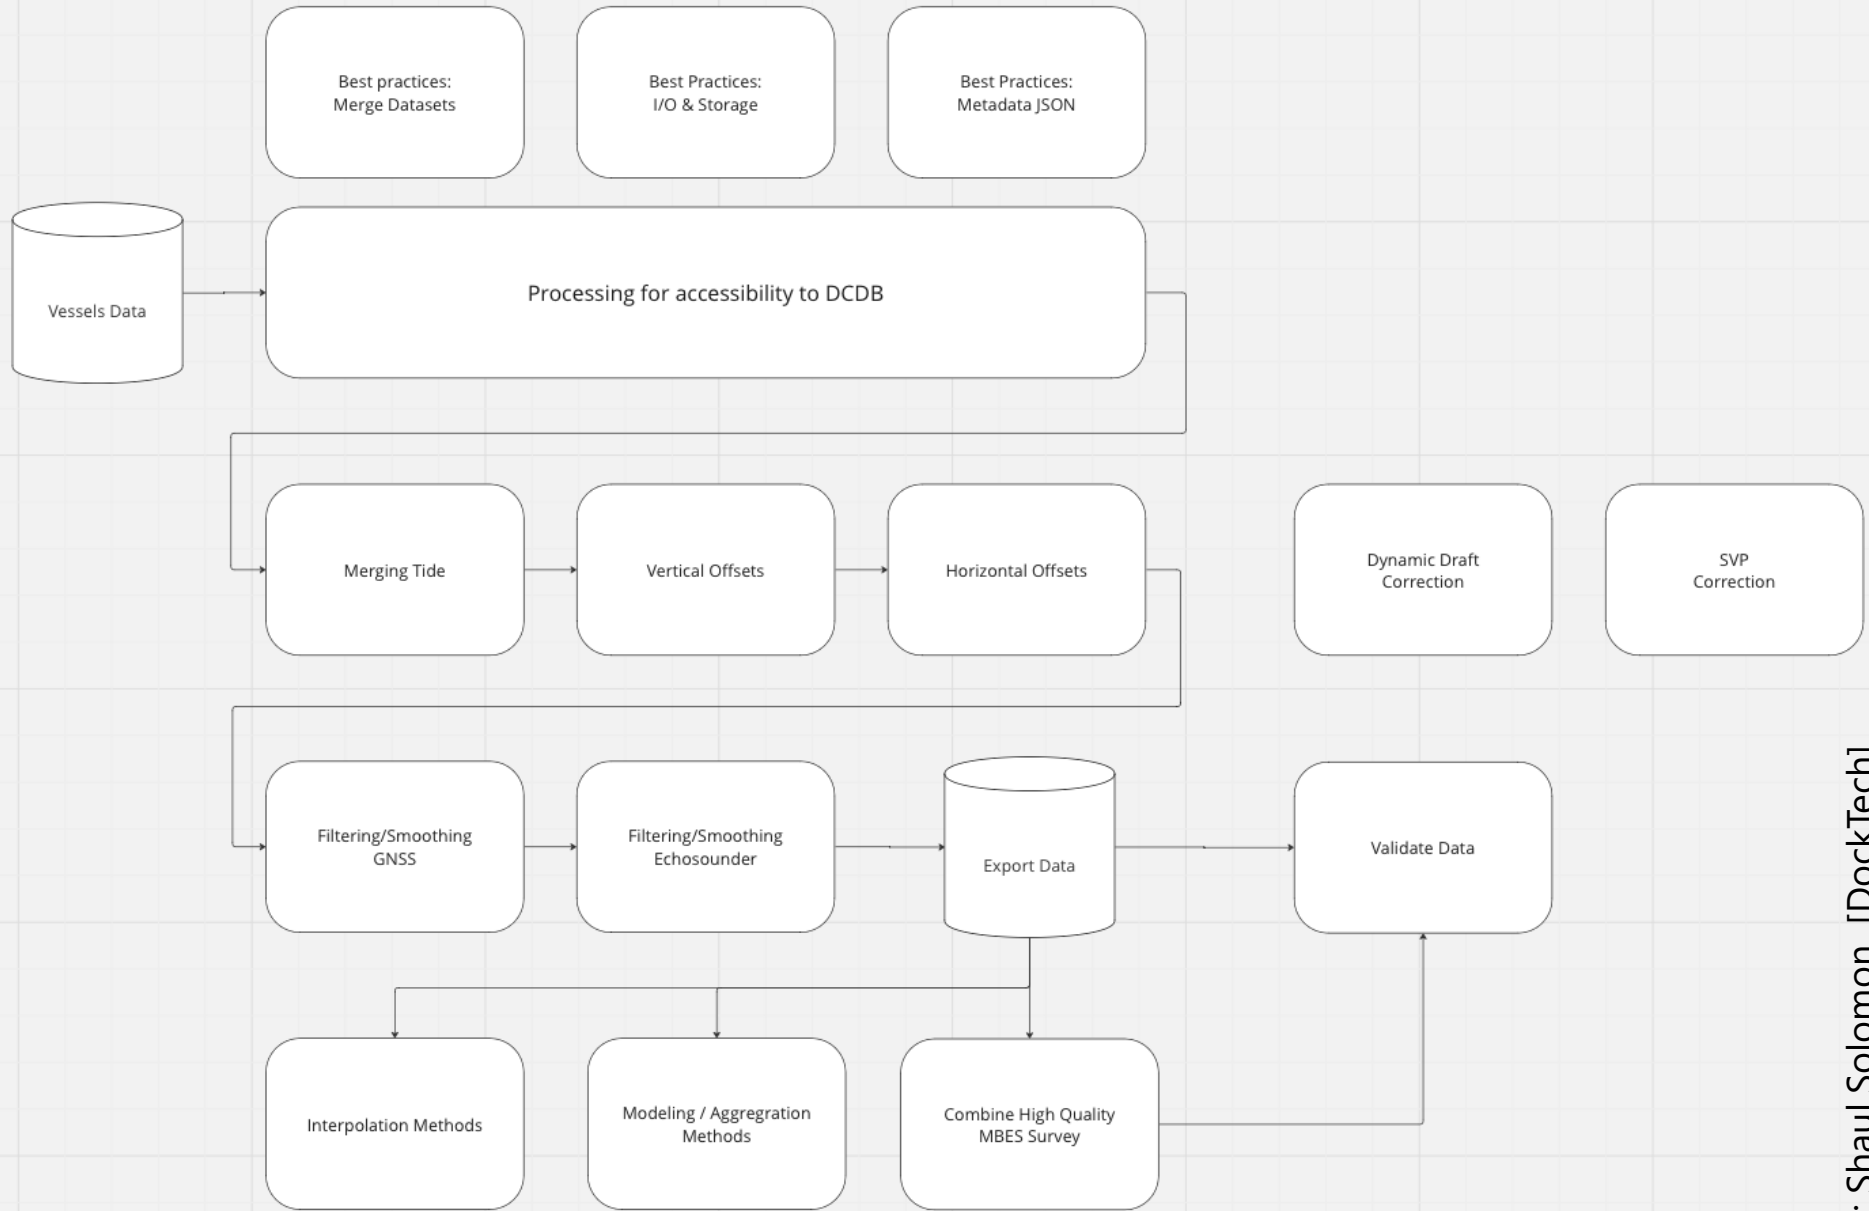 Best practices:
Merge Datasets
Best Practices:
I/O & Storage
Best Practices:
Metadata JSON
Vessels Data
Processing for accessibility to DCDB
Merging Tide
Vertical Offsets
Horizontal Offsets
Dynamic Draft
Correction
SVP
Correction
Filtering/Smoothing
GNSS
Filtering/Smoothing
Echosounder
Export Data
Validate Data
Interpolation Methods
Modeling / Aggregration
Methods
Combine High Quality
MBES Survey
: Shaul Solomon [DockTech]